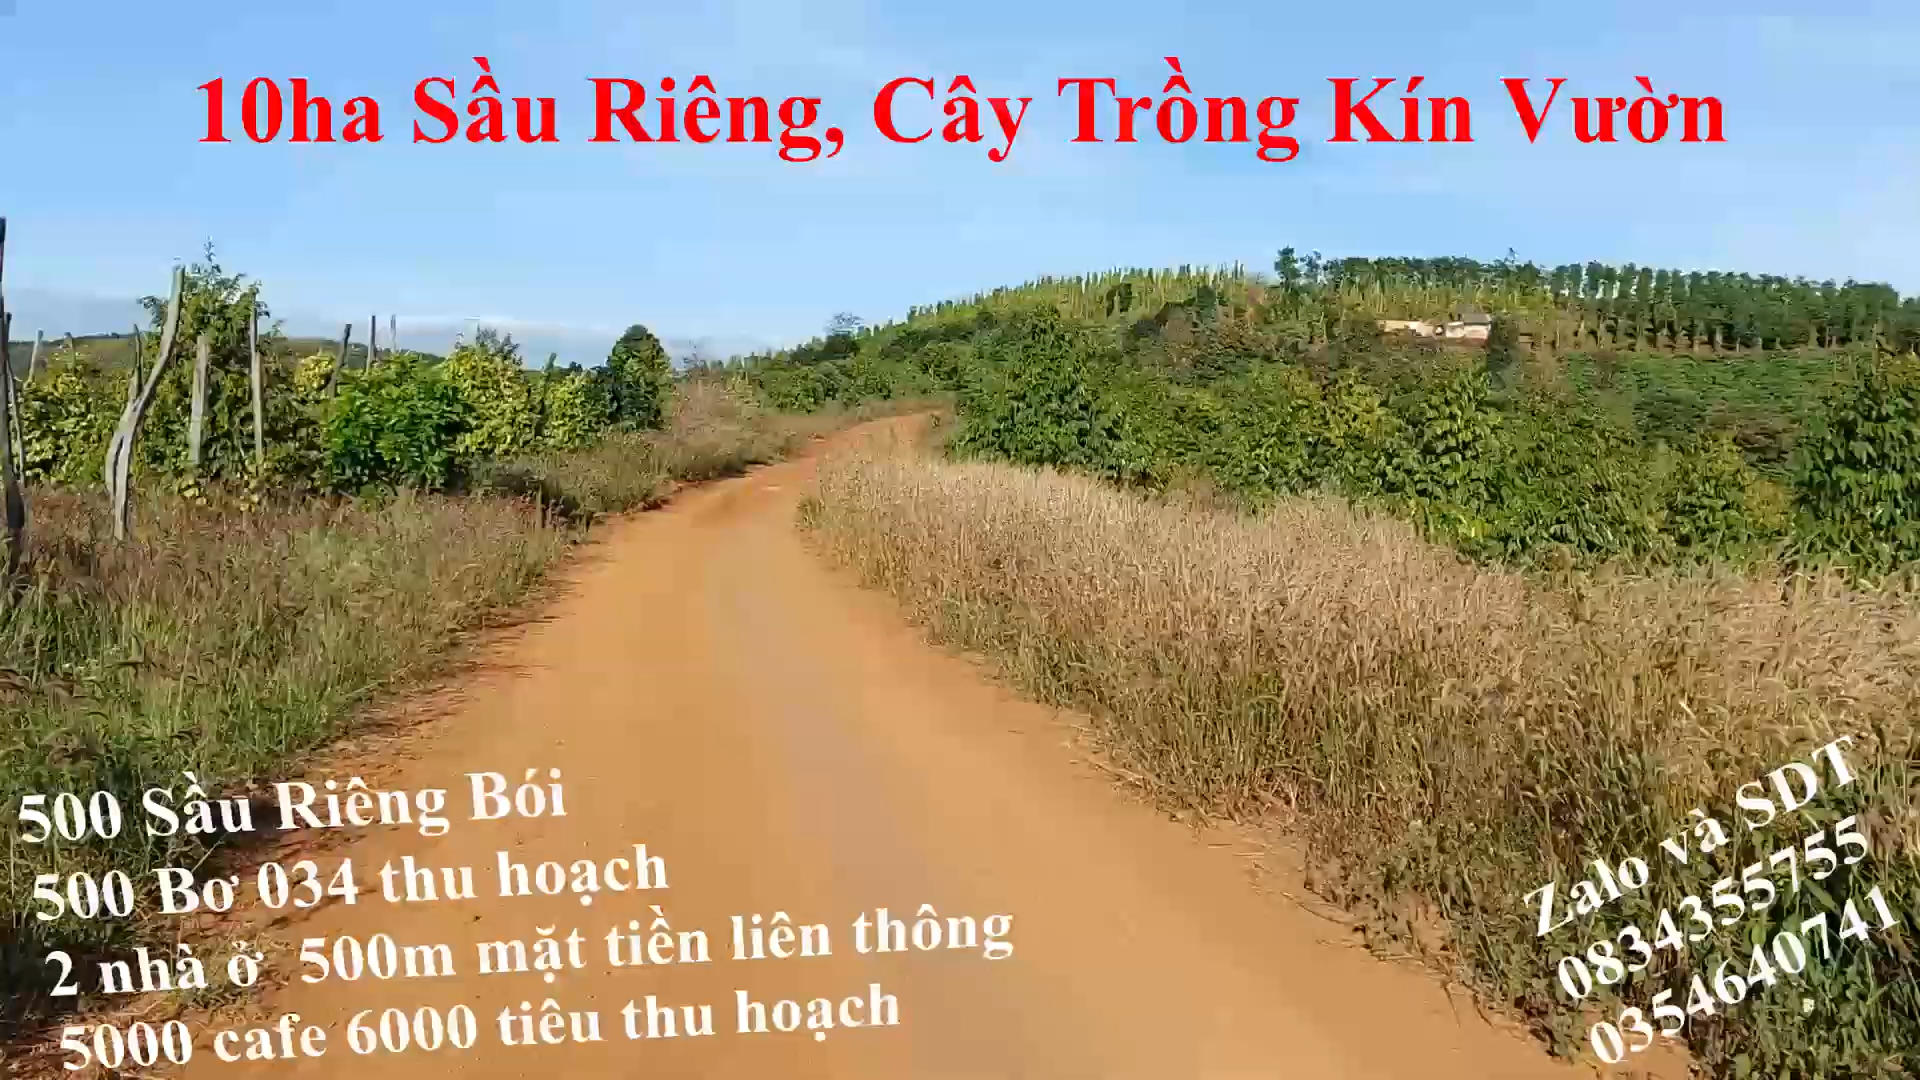 10ha Sầu Riêng, Cây Trồng Kín Vườn
500 Sầu Riêng Bói
500 Bơ 034 thu hoạch
2 nhà ở 500m mặt tiền liên thông
5000 cafe 6000 tiêu thu hoạch
Zalo và SDT
0834355755
0354640741